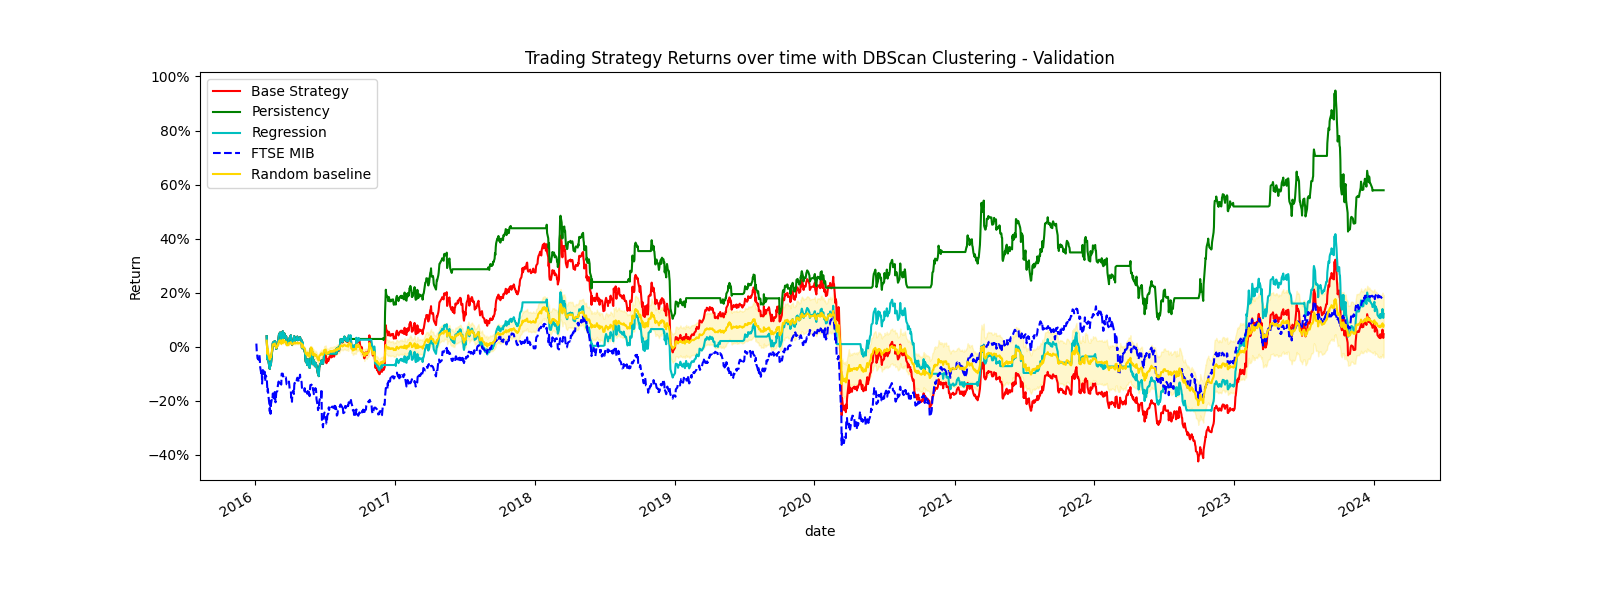 Trading Strategy Returns over time with DBScan Clustering - Validation
100%
80%
60%
40%
20%
0%
−20%
−40%
Return
Base Strategy
Persistency
Regression
FTSE MIB
Random baseline
2016
2017
2018
2019
2020
2021
2022
2023
2024
date